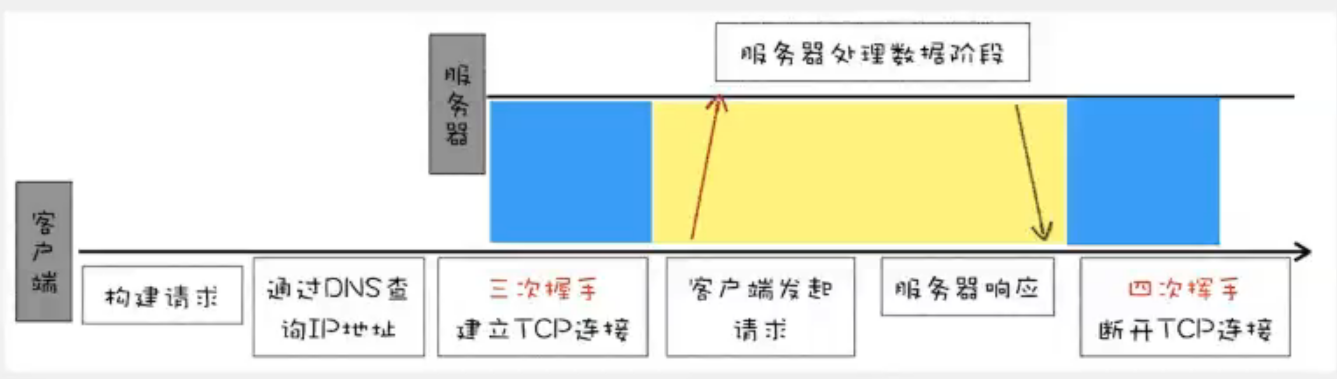 服务器处理数据阶段
服务器
客户端
构建请求
通过DNS查
询IP地址
三次握手
建立TCP连接
客户端发起
请求
服务器响应
四次挥手
断开TCP连接